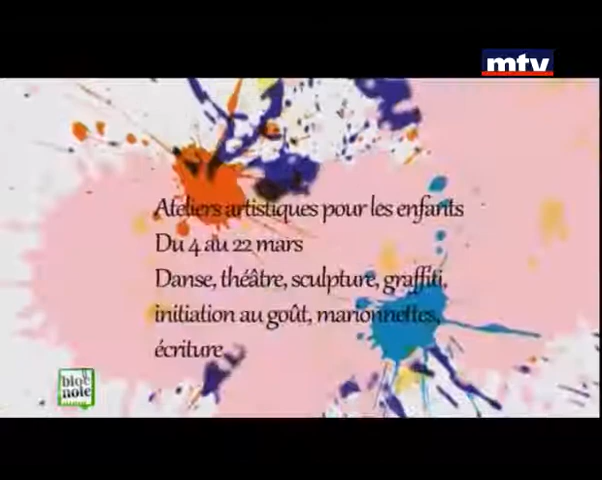 mtv
Ateliers artistiques pour les enfants
Du 4 au 22 mars
Danse, théâtre, sculpture, graffiti,
initiation au goût, marionnettes,
écriture
bloc
note